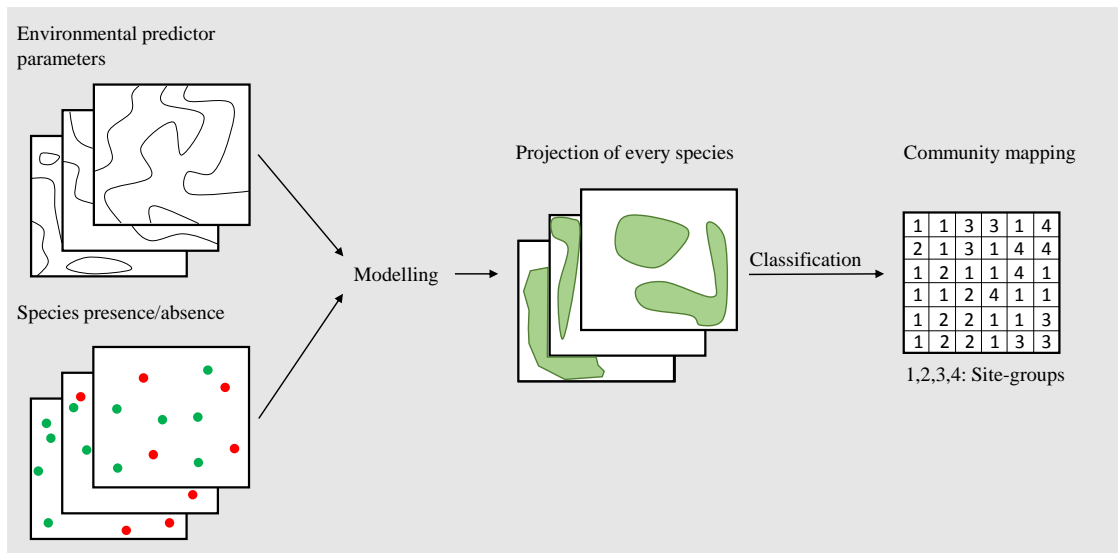 Environmental predictor
parameters
Species presence/absence
Modelling
Projection of every species
Classification
Community mapping
1 1 3 3 1 4
2 1 3 1 4 4
1 2 1 1 4 1
1 1 2 4 1 1
1 2 2 1 1 3
1 2 2 1 3 3
1,2,3,4: Site-groups